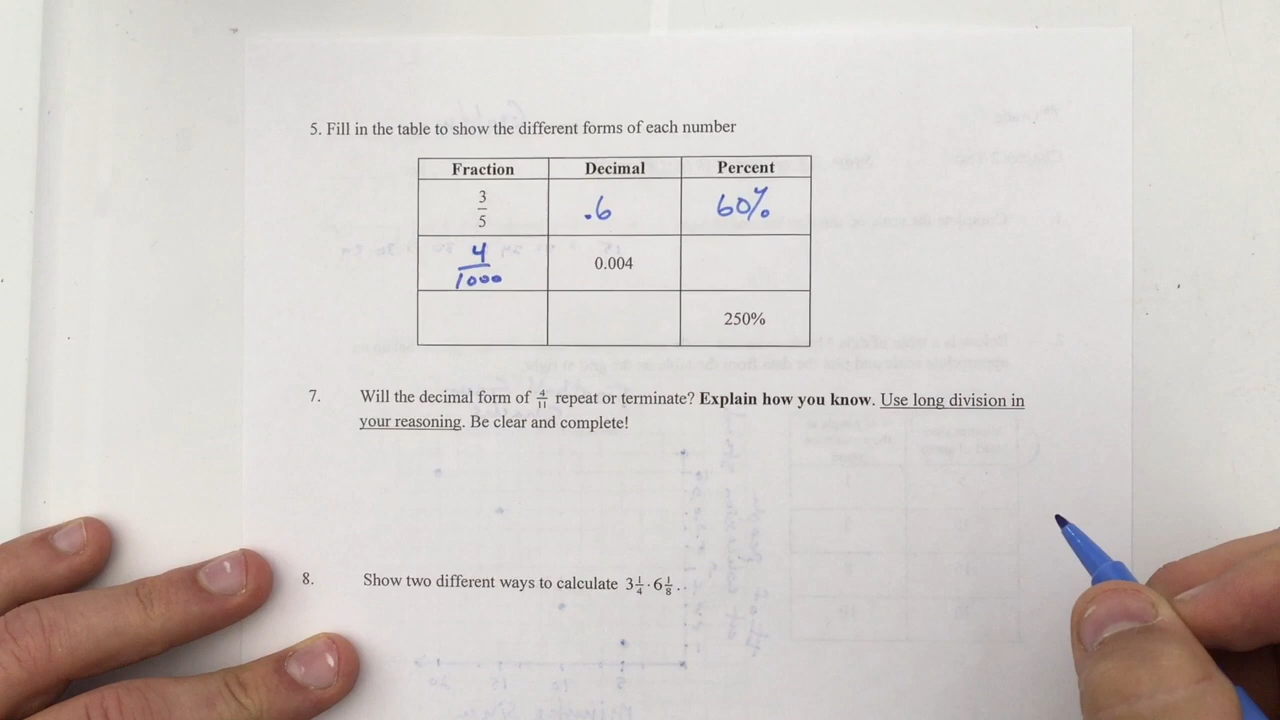 5. Fill in the table to show the different forms of each number
Fraction Decimal Percent
3/5 .6 60%
4/1000 0.004
250%
7. Will the decimal form of 4/11 repeat or terminate? Explain how you know. Use long division in
your reasoning. Be clear and complete!
8. Show two different ways to calculate 3 1/4 · 6 1/8 .